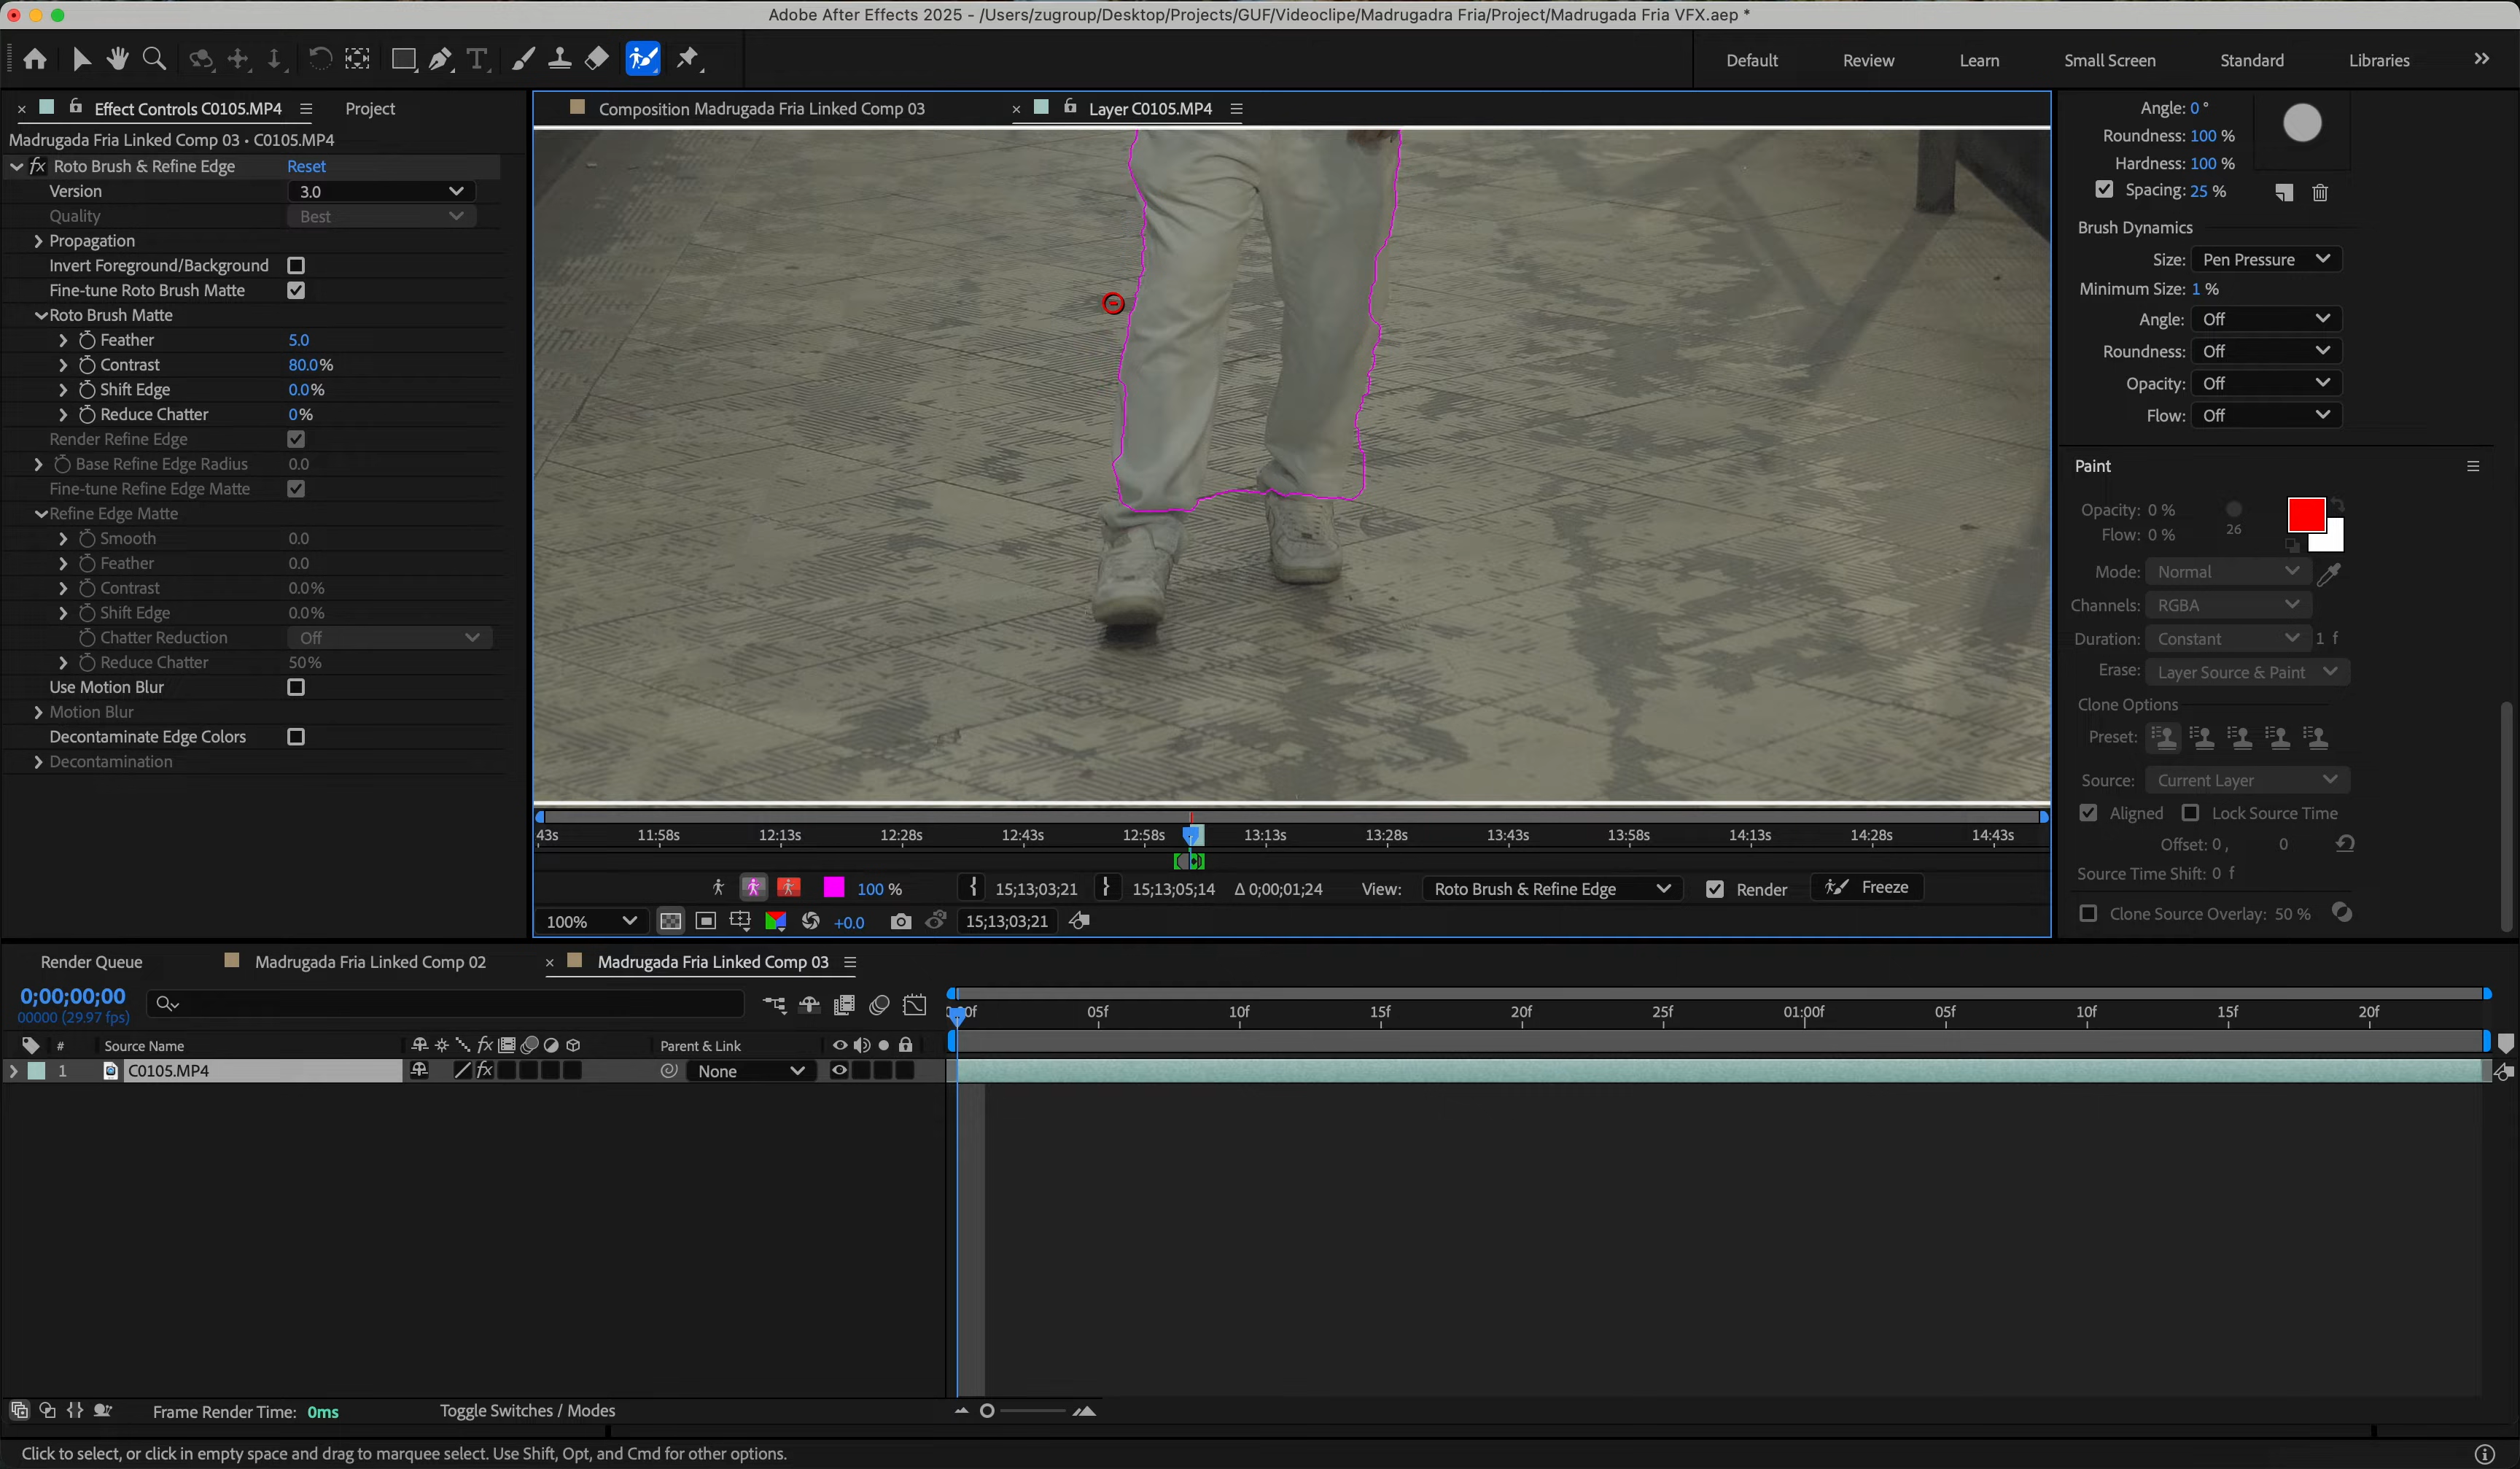 Adobe After Effects 2025 - /Users/zugroup/Desktop/Projects/GUF/Videoclipe/Madrugadra Fria/Project/Madrugada Fria VFX.aep *
Default Review Learn Small Screen Standard Libraries
Effect Controls C0105.MP4 Project
Madrugada Fria Linked Comp 03 • C0105.MP4
fx Roto Brush & Refine Edge Reset
Version 3.0
Quality Best
Propagation
Invert Foreground/Background
Fine-tune Roto Brush Matte
Roto Brush Matte
Feather 5.0
Contrast 80.0%
Shift Edge 0.0%
Reduce Chatter 0%
Render Refine Edge
Base Refine Edge Radius 0.0
Fine-tune Refine Edge Matte
Refine Edge Matte
Smooth 0.0
Feather 0.0
Contrast 0.0%
Shift Edge 0.0%
Chatter Reduction Off
Reduce Chatter 50%
Use Motion Blur
Motion Blur
Decontaminate Edge Colors
Decontamination
Composition Madrugada Fria Linked Comp 03 Layer C0105.MP4
43s 11:58s 12:13s 12:28s 12:43s 12:58s 13:13s 13:28s 13:43s 13:58s 14:13s 14:28s 14:43s
100 % 15;13;03;21 15;13;05;14 Δ 0;00;01;24 View: Roto Brush & Refine Edge Render Freeze
100% +0.0 15;13;03;21
Angle: 0 °
Roundness: 100 %
Hardness: 100 %
Spacing: 25 %
Brush Dynamics
Size: Pen Pressure
Minimum Size: 1 %
Angle: Off
Roundness: Off
Opacity: Off
Flow: Off
Paint
Opacity: 0 %
Flow: 0 %
26
Mode: Normal
Channels: RGBA
Duration: Constant 1 f
Erase: Layer Source & Paint
Clone Options
Preset:
Source: Current Layer
Aligned Lock Source Time
Offset: 0 , 0
Source Time Shift: 0 f
Clone Source Overlay: 50 %
Render Queue Madrugada Fria Linked Comp 02 Madrugada Fria Linked Comp 03
0;00;00;00
00000 (29.97 fps)
05f 10f 15f 20f 25f 01:00f 05f 10f 15f 20f
# Source Name fx Parent & Link
1 C0105.MP4 fx None
Frame Render Time: 0ms Toggle Switches / Modes
Click to select, or click in empty space and drag to marquee select. Use Shift, Opt, and Cmd for other options.